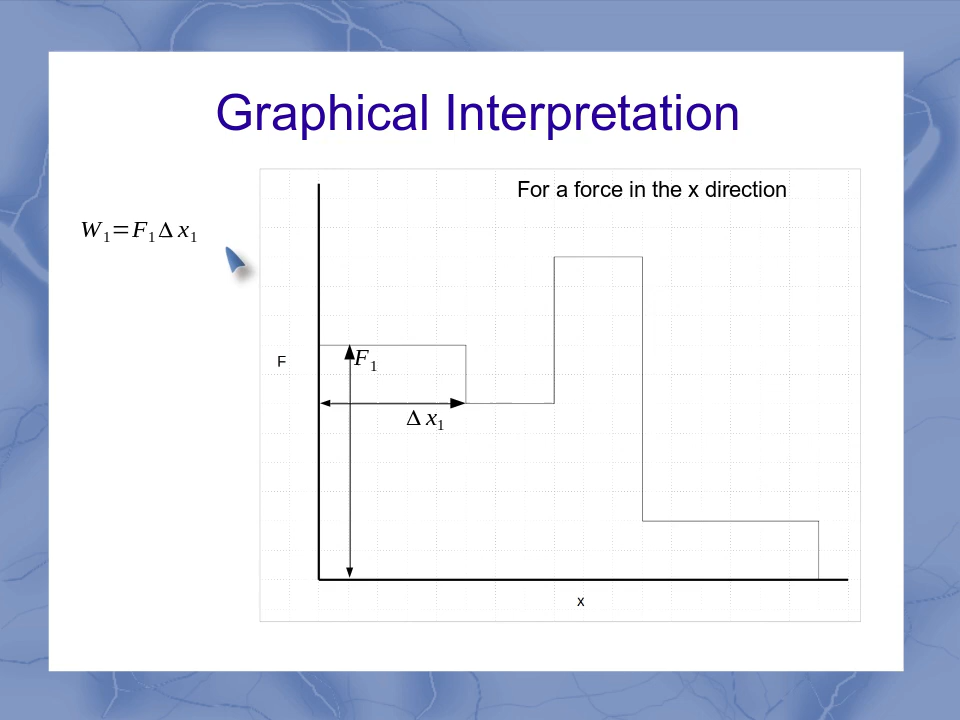 Graphical Interpretation
For a force in the x direction
W₁=F₁Δx₁
F
F₁
Δx₁
x